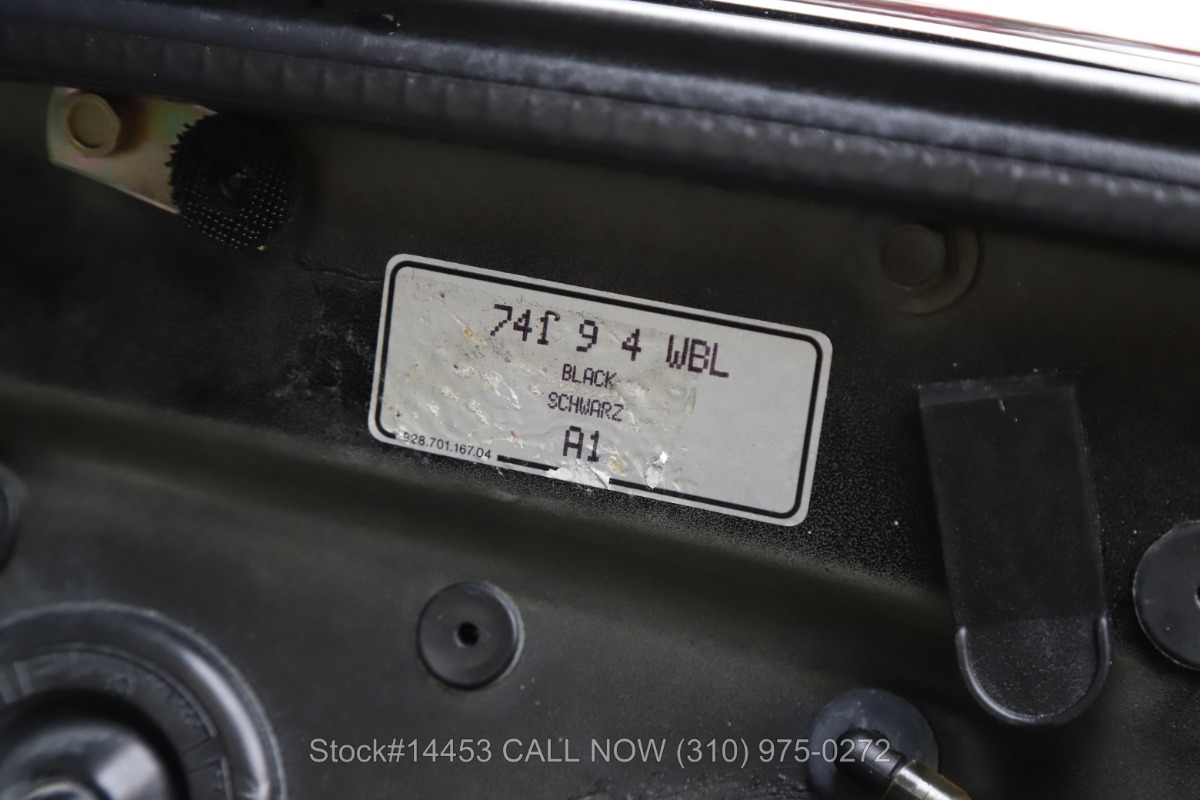 741 9 4 WBL
BLACK
SCHWARZ
A1
928.701.167.04
Stock#14453 CALL NOW (310) 975-0272